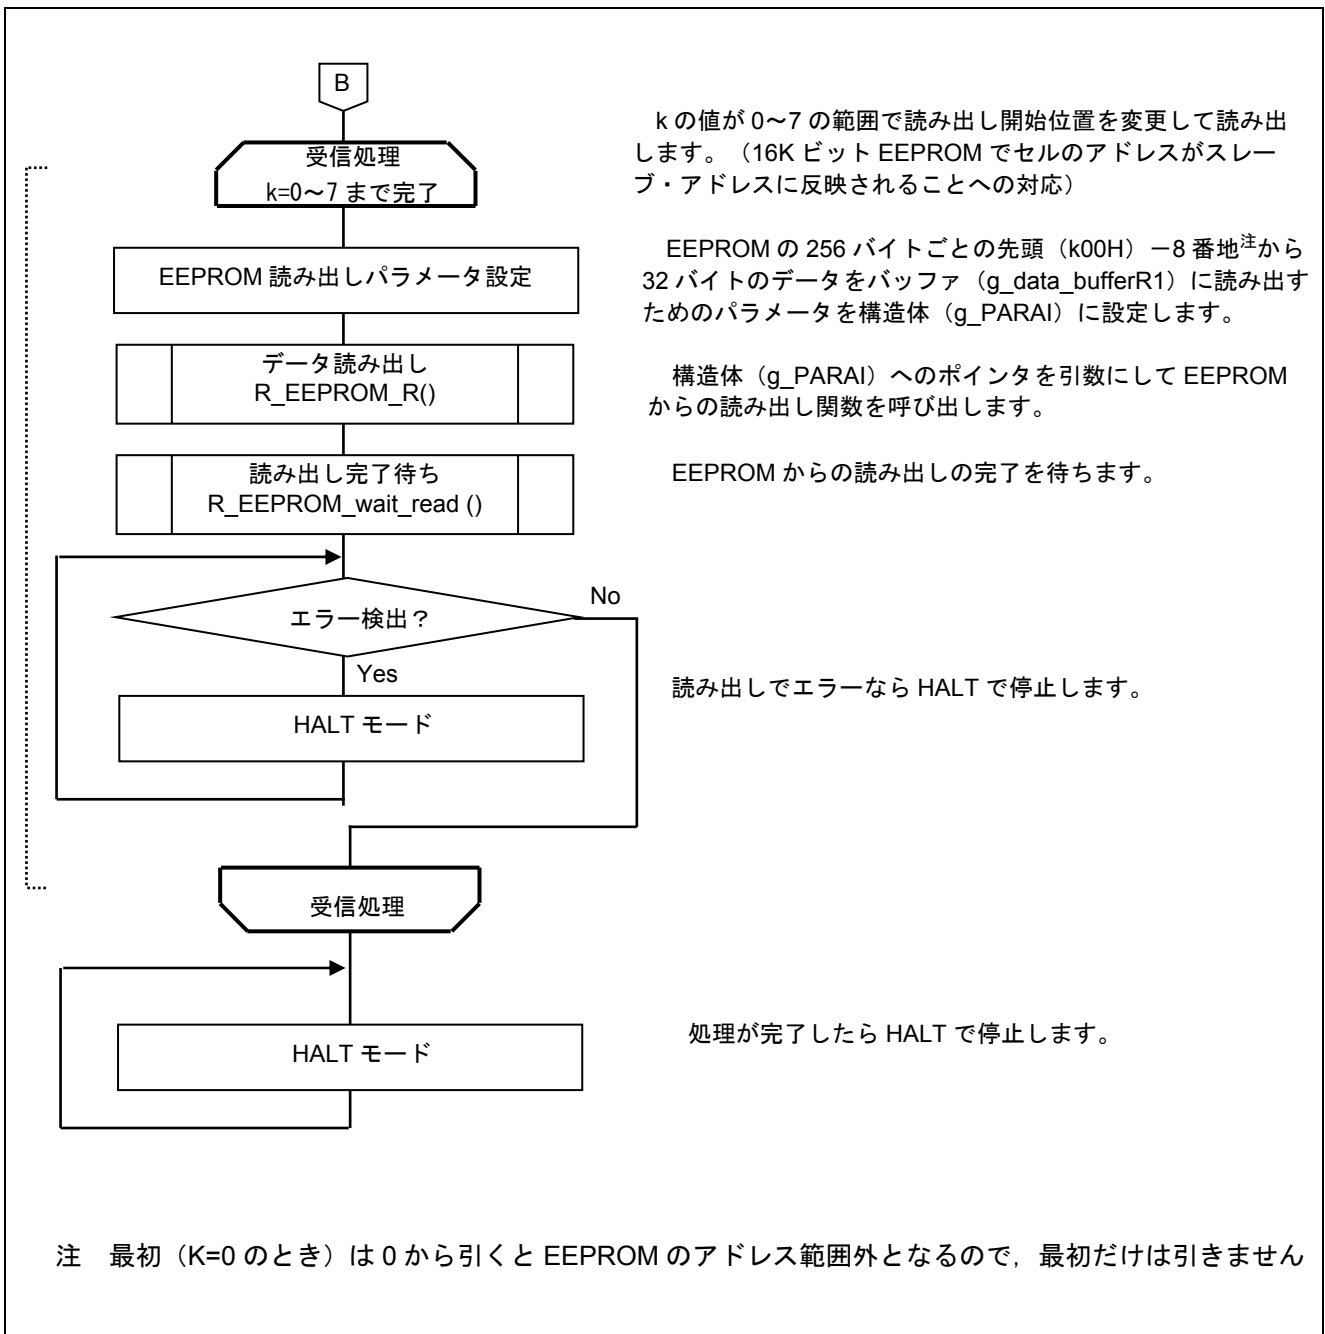 B
受信処理
k=0～7 まで完了
k の値が 0～7 の範囲で読み出し開始位置を変更して読み出
します。（16K ビット EEPROM でセルのアドレスがスレー
ブ・アドレスに反映されることへの対応）
EEPROM 読み出しパラメータ設定
EEPROM の 256 バイトごとの先頭（k00H）－8 番地注から
32 バイトのデータをバッファ（g_data_bufferR1）に読み出す
ためのパラメータを構造体（g_PARAI）に設定します。
データ読み出し
R_EEPROM_R()
構造体（g_PARAI）へのポインタを引数にして EEPROM
からの読み出し関数を呼び出します。
読み出し完了待ち
R_EEPROM_wait_read ()
EEPROM からの読み出しの完了を待ちます。
エラー検出？
No
Yes
HALT モード
読み出しでエラーなら HALT で停止します。
受信処理
HALT モード
処理が完了したら HALT で停止します。
注　最初（K=0 のとき）は 0 から引くと EEPROM のアドレス範囲外となるので，最初だけは引きません